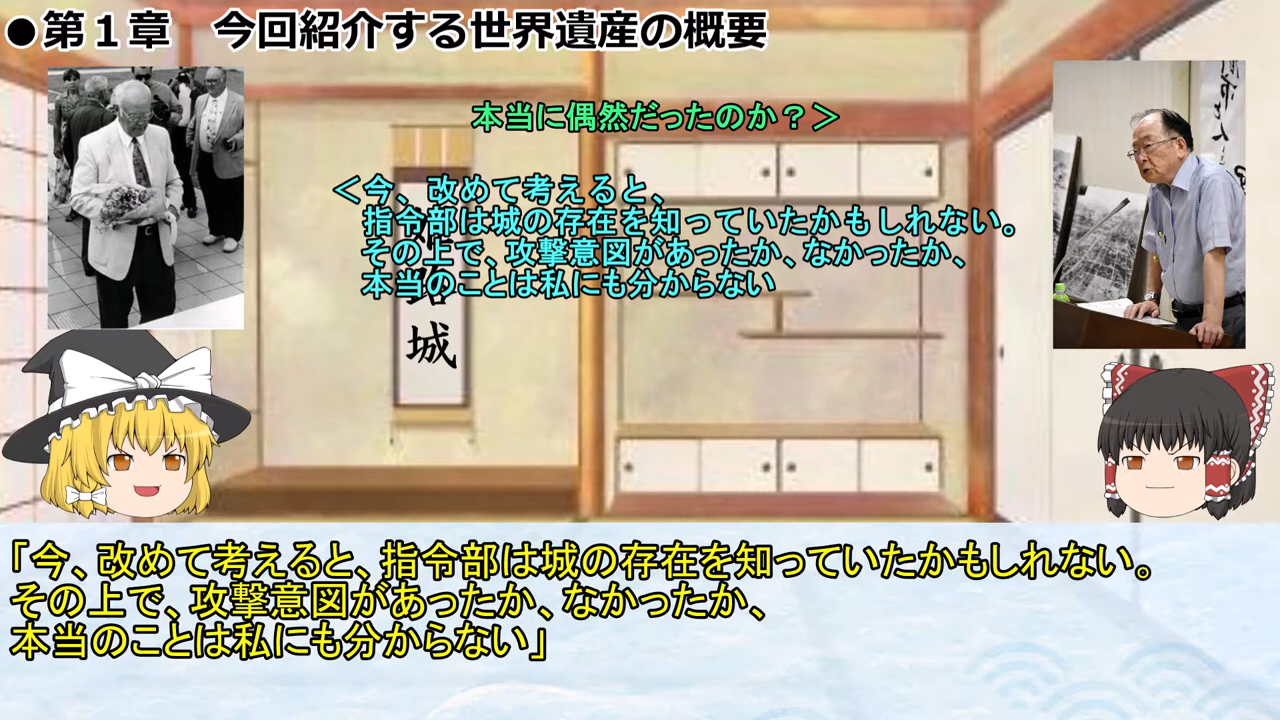 ●第１章　今回紹介する世界遺産の概要
本当に偶然だったのか？＞
＜今、改めて考えると、
指令部は城の存在を知っていたかもしれない。
その上で、攻撃意図があったか、なかったか、
本当のことは私にも分からない
城
「今、改めて考えると、指令部は城の存在を知っていたかもしれない。
その上で、攻撃意図があったか、なかったか、
本当のことは私にも分からない」